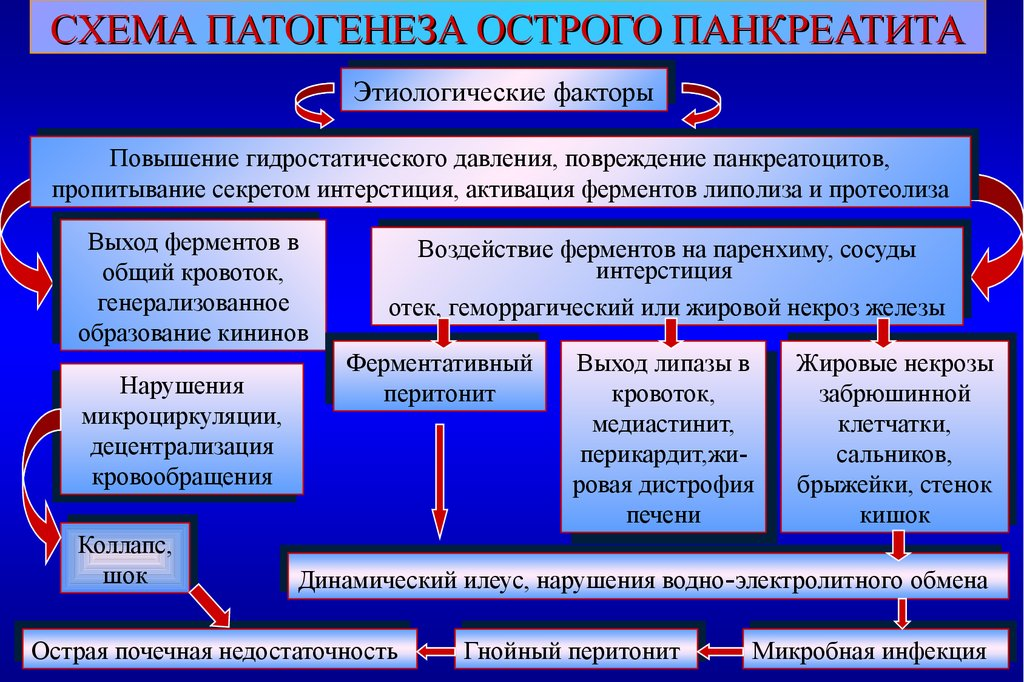 СХЕМА ПАТОГЕНЕЗА ОСТРОГО ПАНКРЕАТИТА
Этиологические факторы
Повышение гидростатического давления, повреждение панкреатоцитов,
пропитывание секретом интерстиция, активация ферментов липолиза и протеолиза
Выход ферментов в
общий кровоток,
генерализованное
образование кининов
Воздействие ферментов на паренхиму, сосуды
интерстиция
отек, геморрагический или жировой некроз железы
Нарушения
микроциркуляции,
децентрализация
кровообращения
Ферментативный
перитонит
Выход липазы в
кровоток,
медиастинит,
перикардит,жи-
ровая дистрофия
печени
Жировые некрозы
забрюшинной
клетчатки,
сальников,
брыжейки, стенок
кишок
Коллапс,
шок
Динамический илеус, нарушения водно-электролитного обмена
Острая почечная недостаточность
Гнойный перитонит
Микробная инфекция